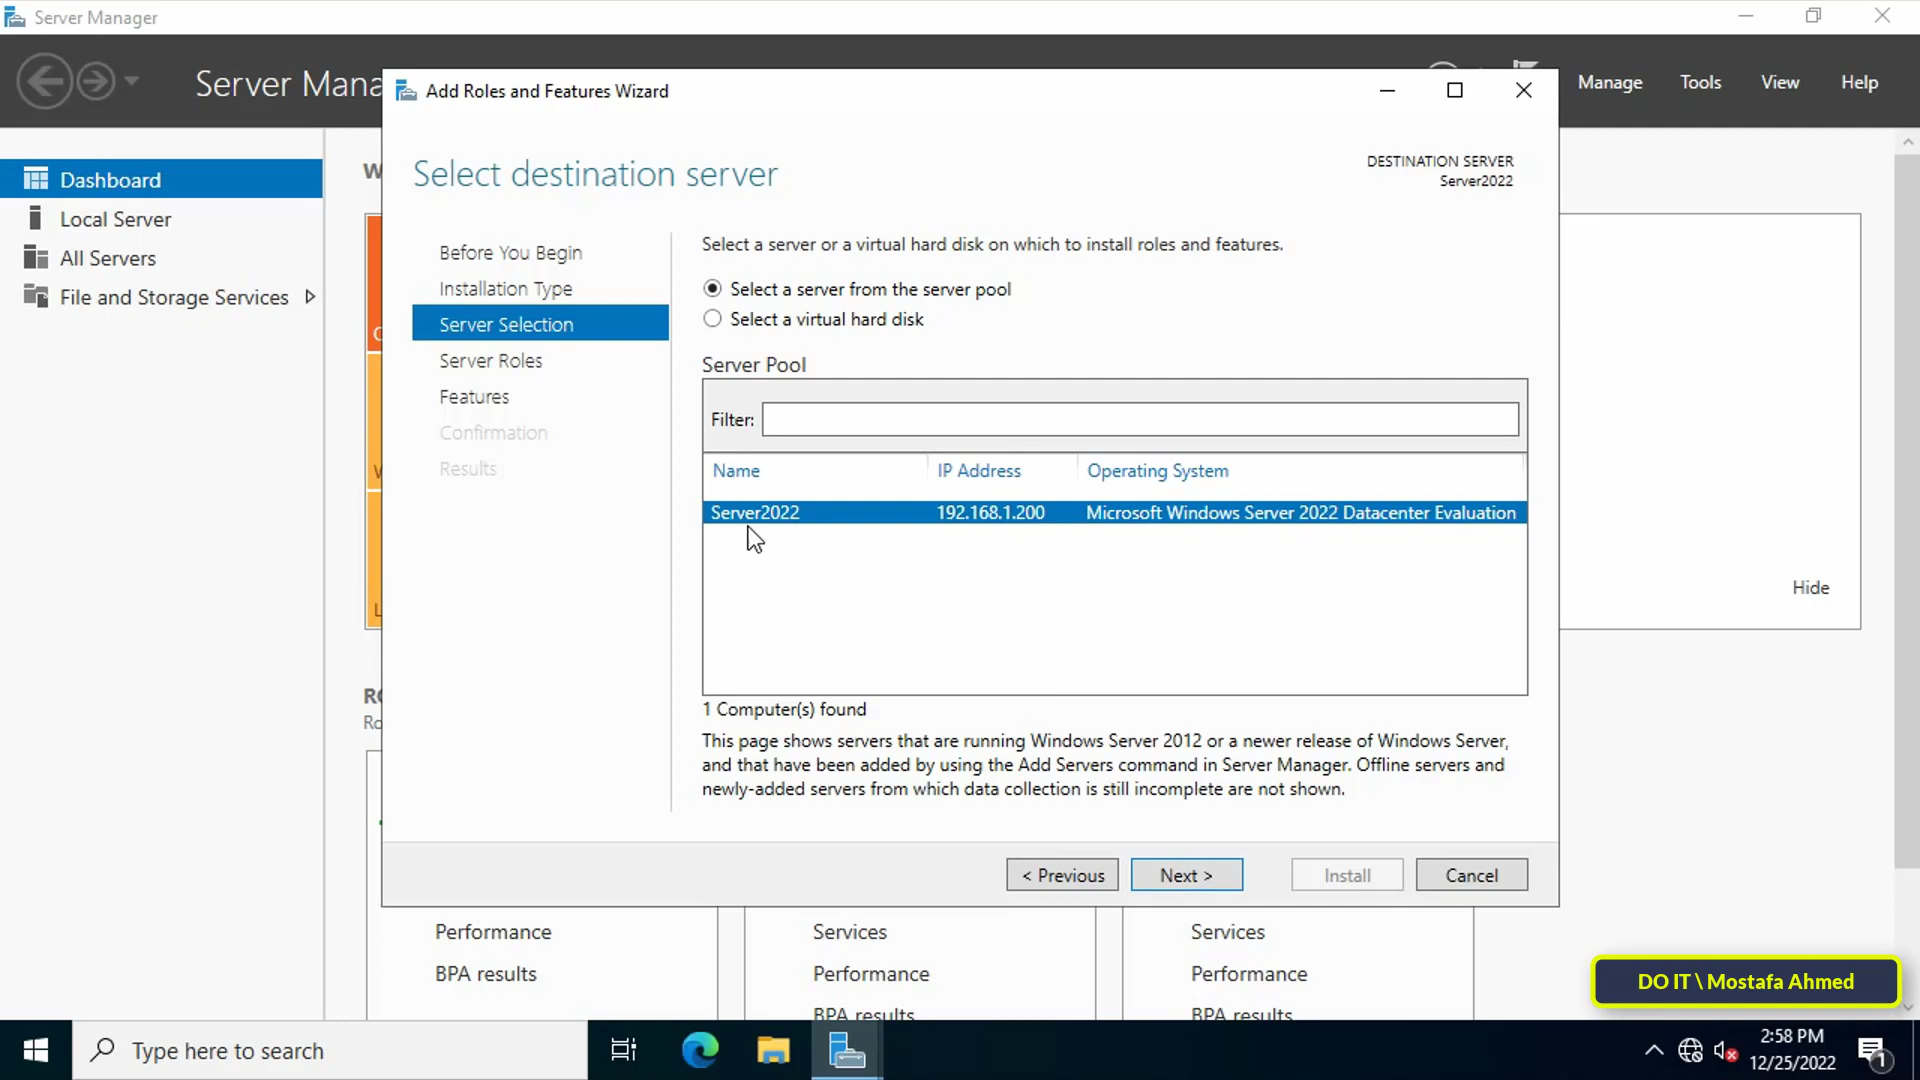 Server Manager
Server Mana
Manage
Tools
View
Help
Add Roles and Features Wizard
Select destination server
DESTINATION SERVER
Server2022
Dashboard
Local Server
All Servers
File and Storage Services
Before You Begin
Installation Type
Server Selection
Server Roles
Features
Confirmation
Results
Select a server or a virtual hard disk on which to install roles and features.
Select a server from the server pool
Select a virtual hard disk
Server Pool
Filter:
Name IP Address Operating System
Server2022 192.168.1.200 Microsoft Windows Server 2022 Datacenter Evaluation
1 Computer(s) found
This page shows servers that are running Windows Server 2012 or a newer release of Windows Server,
and that have been added by using the Add Servers command in Server Manager. Offline servers and
newly-added servers from which data collection is still incomplete are not shown.
< Previous
Next >
Install
Cancel
Hide
Performance
BPA results
Services
Performance
BPA results
Services
Performance
BPA results
DO IT \ Mostafa Ahmed
Type here to search
2:58 PM
12/25/2022
1